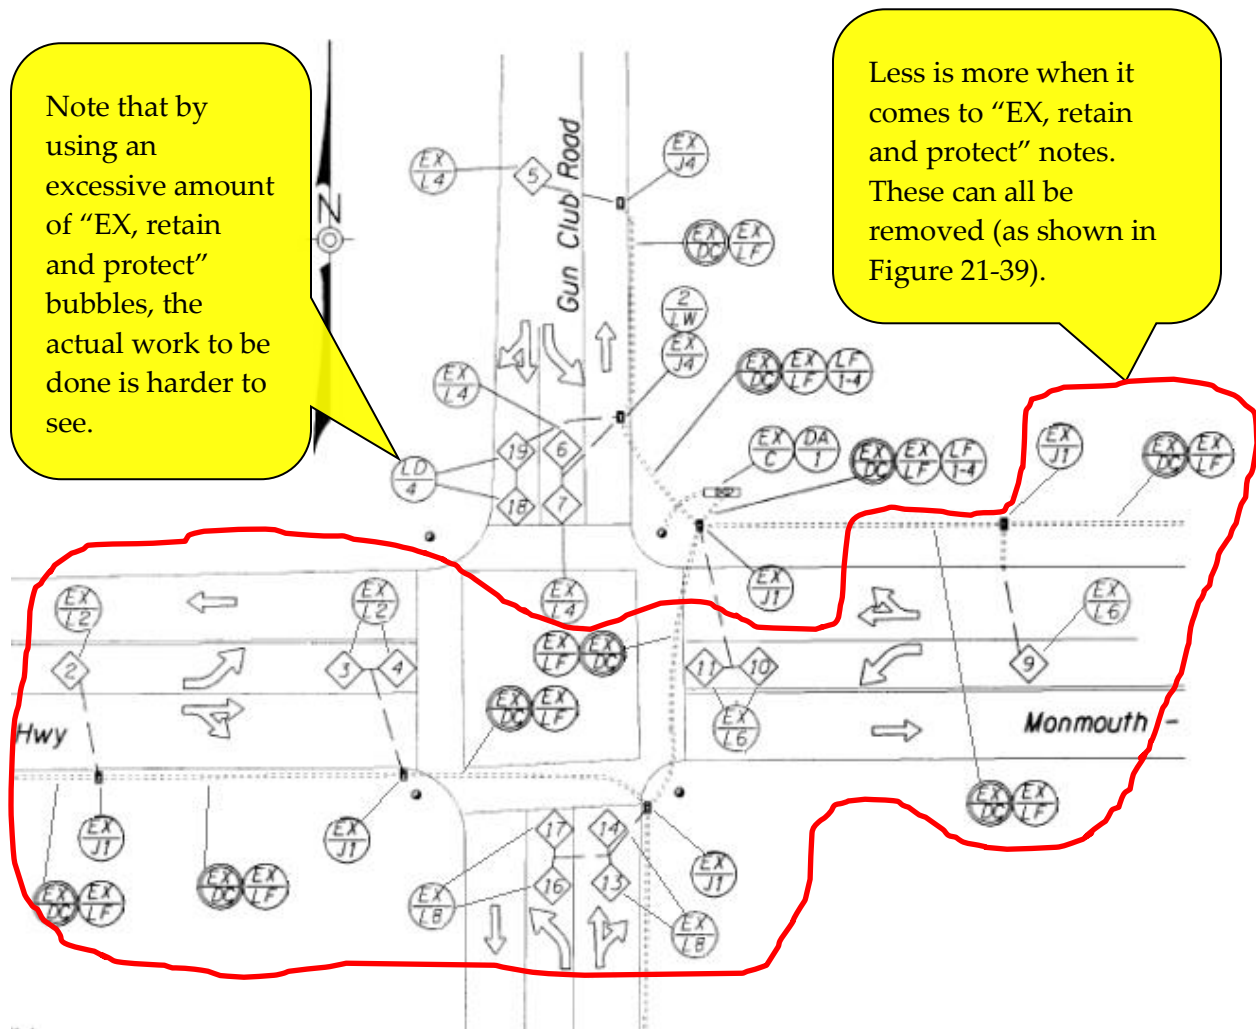 Note that by
using an
excessive amount
of “EX, retain
and protect”
bubbles, the
actual work to be
done is harder to
see.
Less is more when it
comes to “EX, retain
and protect” notes.
These can all be
removed (as shown in
Figure 21-39).
N
Gun Club Road
EX
L4
5
EX
J4
EX
DC
EX
LF
2
LW
EX
J4
EX
L4
EX
DC
EX
LF
LF
1-4
19
6
LD
4
18
7
EX
C
DA
1
EX
DC
EX
LF
LF
1-4
EX
J1
EX
DC
EX
LF
EX
L2
EX
L2
EX
L4
EX
J1
EX
L6
2
3
4
EX
LF
EX
DC
11
10
9
EX
DC
EX
LF
EX
L6
Hwy
Monmouth -
EX
J1
EX
J1
17
14
EX
DC
EX
LF
EX
DC
EX
LF
EX
DC
EX
LF
EX
L8
16
13
EX
J1
EX
L8